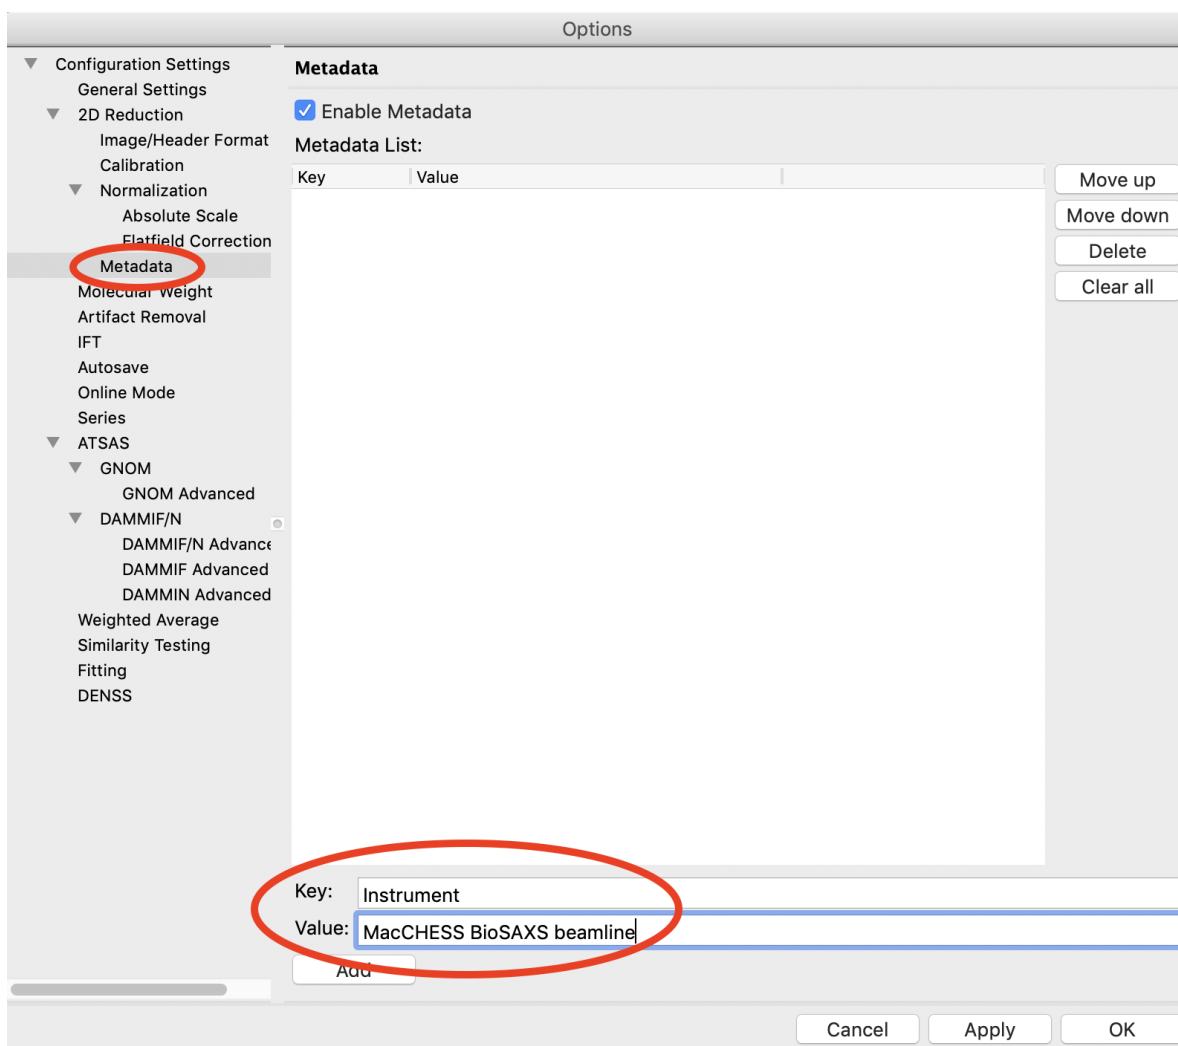 Options
Configuration Settings
General Settings
2D Reduction
Image/Header Format
Calibration
Normalization
Absolute Scale
Flatfield Correction
Metadata
Molecular Weight
Artifact Removal
IFT
Autosave
Online Mode
Series
ATSAS
GNOM
GNOM Advanced
DAMMIF/N
DAMMIF/N Advance
DAMMIF Advanced
DAMMIN Advanced
Weighted Average
Similarity Testing
Fitting
DENSS
Metadata
Enable Metadata
Metadata List:
Key Value
Move up
Move down
Delete
Clear all
Key: Instrument
Value: MacCHESS BioSAXS beamline
Add
Cancel Apply OK